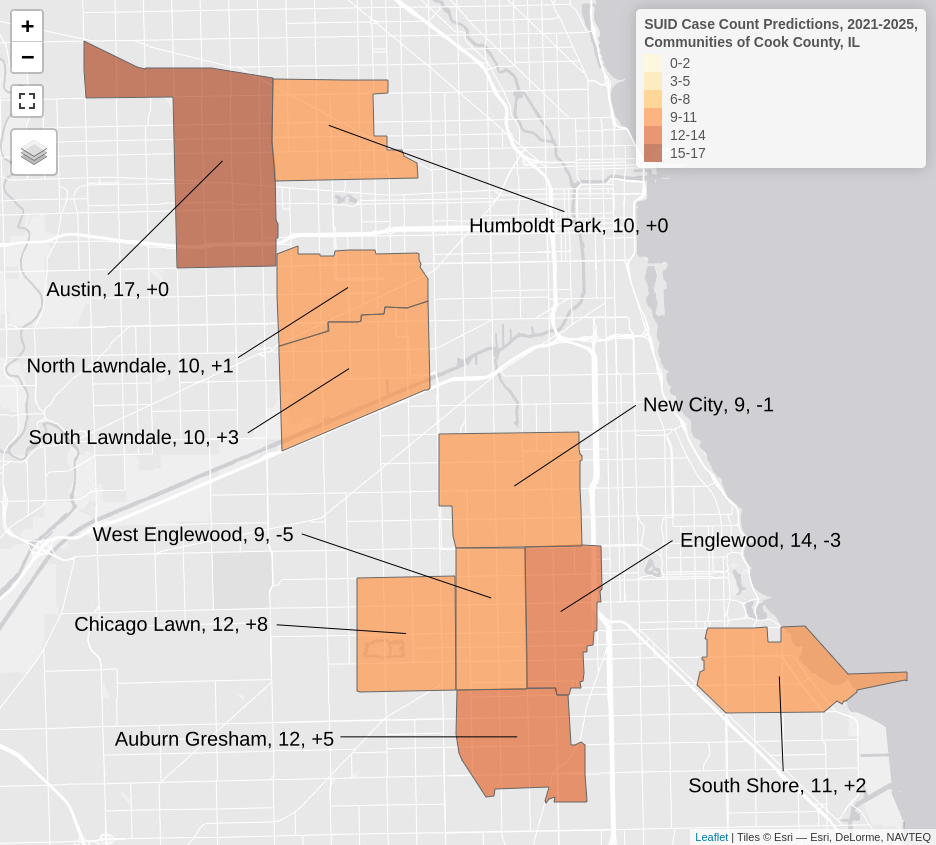 +
−
SUID Case Count Predictions, 2021-2025,
Communities of Cook County, IL
0-2
3-5
6-8
9-11
12-14
15-17
Humboldt Park, 10, +0
Austin, 17, +0
North Lawndale, 10, +1
South Lawndale, 10, +3
New City, 9, -1
West Englewood, 9, -5
Englewood, 14, -3
Chicago Lawn, 12, +8
Auburn Gresham, 12, +5
South Shore, 11, +2
Leaflet | Tiles © Esri — Esri, DeLorme, NAVTEQ